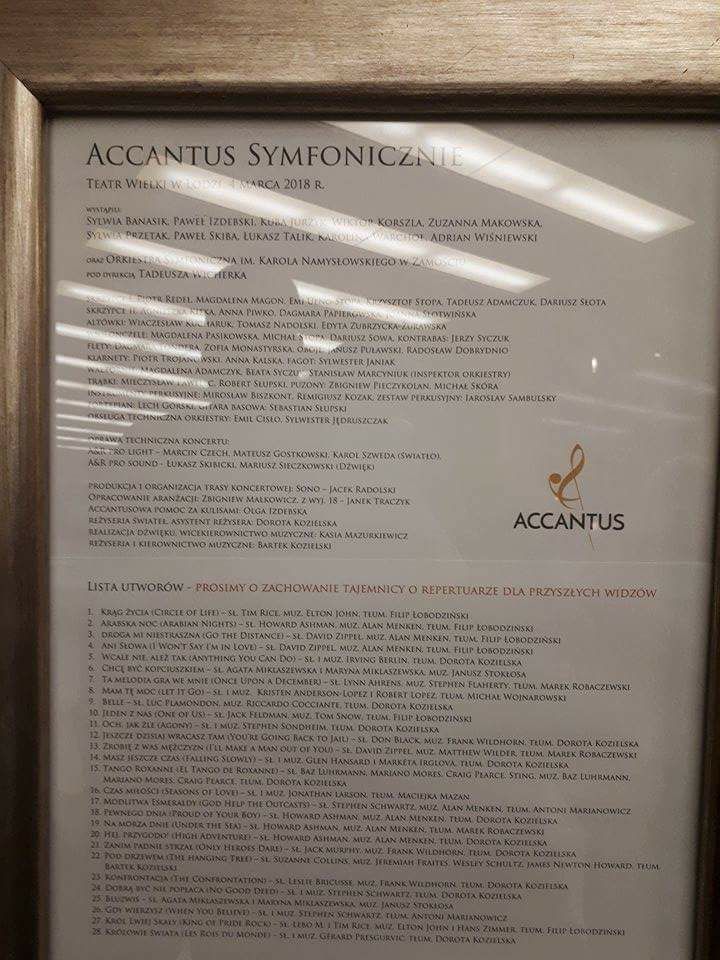 Accantus Symfonicznie
Teatr Wielki w Łodzi, 4 marca 2018 r.
wystąpili:
Sylwia Banasik, Paweł Izdebski, Kuba Jurzyk, Wiktor Korszla, Zuzanna Makowska,
Sylwia Przetak, Paweł Skiba, Łukasz Talik, Karolina Warchoł, Adrian Wiśniewski
oraz Orkiestra Symfoniczna im. Karola Namysłowskiego w Zamościu
pod dyrekcją Tadeusza Wicherka
Piotr Redel, Magdalena Magon, Krzysztof Stopa, Tadeusz Adamczuk, Dariusz Słota
skrzypce II: Agnieszka Kitka, Anna Piwko, Dagmara Papierowska, Joanna Słotwińska
altówki: Wiaczesław Kucharuk, Tomasz Nadolski, Edyta Zubrzycka-Żurawska
wiolonczele: Magdalena Pasikowska, Michał Stopa, Dariusz Sowa, kontrabas: Jerzy Syczuk
flety: Zofia Monastyrska, oboje: Janusz Puławski, Radosław Dobrydnio
klarnety: Piotr Trojanowski, Anna Kalska, fagot: Sylwester Janiak
waltornie: Magdalena Adamczyk, Beata Syczuk, Stanisław Marcyniuk (inspektor orkiestry)
trąbki: Mieczysław Robert Słupski, puzony: Zbigniew Pieczykolan, Michał Skóra
instrumenty perkusyjne: Mirosław Biszkont, Remigiusz Kozak, zestaw perkusyjny: Jarosław Sambulsky
fortepian: Lech Górski, gitara basowa: Sebastian Słupski
obsługa techniczna orkiestry: Emil Cisło, Sylwester Jędruszczak
oprawa techniczna koncertu:
A&R Pro Light – Marcin Czech, Mateusz Gostkowski, Karol Szweda (światło),
A&R Pro Sound - Łukasz Skibicki, Mariusz Sieczkowski (dźwięk)
produkcja i organizacja trasy koncertowej: Sono – Jacek Radolski
Opracowanie aranżacji: Zbigniew Małkowicz, z wyj. 18 – Janek Traczyk
Accantusowa pomoc za kulisami: Olga Izdebska
reżyseria świateł, asystent reżysera: Dorota Kozielska
realizacja dźwięku, wicekierownictwo muzyczne: Kasia Mazurkiewicz
reżyseria i kierownictwo muzyczne: Bartek Kozielski
ACCANTUS
Lista utworów - prosimy o zachowanie tajemnicy o repertuarze dla przyszłych widzów
1. Krąg życia (Circle of Life) – sł. Tim Rice, muz. Elton John, tłum. Filip Łobodziński
2. Arabska noc (Arabian Nights) – sł. Howard Ashman, muz. Alan Menken, tłum. Filip Łobodziński
3. droga mi niestraszna (Go the Distance) – sł. David Zippel, muz. Alan Menken, tłum. Filip Łobodziński
4. Ani słowa (I Won't Say I'm in Love) – sł. David Zippel, muz. Alan Menken, tłum. Filip Łobodziński
5. Wcale nie, ależ tak (Anything You Can Do) – sł. i muz. Irving Berlin, tłum. Dorota Kozielska
6. Chcę być kopciuszkiem – sł. Agata Miklaszewska i Maryna Miklaszewska, muz. Janusz Stokłosa
7. Ta melodia gra we mnie (Once Upon a December) – sł. Lynn Ahrens, muz. Stephen Flaherty, tłum. Marek Robaczewski
8. Mam tę moc (Let It Go) – sł. i muz. Kristen Anderson-Lopez i Robert Lopez, tłum. Michał Wojnarowski
9. Belle – sł. Luc Plamondon, muz. Riccardo Cocciante, tłum. Dorota Kozielska
10. Jeden z nas (One of Us) – sł. Jack Feldman, muz. Tom Snow, tłum. Filip Łobodziński
11. Och, jak źle (Agony) – sł. i muz. Stephen Sondheim, tłum. Dorota Kozielska
12. Jeszcze dzisiaj wracasz tam (You're Going Back to Jail) – sł. Don Black, muz. Frank Wildhorn, tłum. Dorota Kozielska
13. Zrobię z was mężczyzn (I'll Make a Man out of You) – sł. David Zippel, muz. Matthew Wilder, tłum. Marek Robaczewski
14. Masz jeszcze czas (Falling Slowly) – sł. i muz. Glen Hansard i Markéta Irglová, tłum. Dorota Kozielska
15. Tango Roxanne (El Tango de Roxanne) – sł. Baz Luhrmann, Mariano Mores, Craig Pearce, Sting, muz. Baz Luhrmann,
Mariano Mores, Craig Pearce, tłum. Dorota Kozielska
16. Czas miłości (Seasons of Love) – sł. i muz. Jonathan Larson, tłum. Maciejka Mazan
17. Modlitwa Esmeraldy (God Help the Outcasts) – sł. Stephen Schwartz, muz. Alan Menken, tłum. Antoni Marianowicz
18. Pewnego dnia (Proud of Your Boy) – sł. Howard Ashman, muz. Alan Menken, tłum. Dorota Kozielska
19. Na morza dnie (Under the Sea) – sł. Howard Ashman, muz. Alan Menken, tłum. Marek Robaczewski
20. Hej, przygodo! (High Adventure) – sł. Howard Ashman, muz. Alan Menken, tłum. Dorota Kozielska
21. Zanim padnie strzał (Only Heroes Dare) – sł. Jack Murphy, muz. Frank Wildhorn, tłum. Dorota Kozielska
22. Pod drzewem (The Hanging Tree) – sł. Suzanne Collins, muz. Jeremiah Fraites, Wesley Schultz, James Newton Howard, tłum.
Bartek Kozielski
23. Konfrontacja (The Confrontation) – sł. Leslie Bricusse, muz. Frank Wildhorn, tłum. Dorota Kozielska
24. Dobrą być nie popłaca (No Good Deed) – sł. i muz. Stephen Schwartz, tłum. Dorota Kozielska
25. Bluzwis – sł. Agata Miklaszewska i Maryna Miklaszewska, muz. Janusz Stokłosa
26. Gdy wierzysz (When You Believe) – sł. i muz. Stephen Schwartz, tłum. Antoni Marianowicz
27. Król Lwiej Skały (King of Pride Rock) – sł. Lebo M. i Tim Rice, muz. Elton John i Hans Zimmer, tłum. Filip Łobodziński
28. Królowie świata (Les Rois du Monde) – sł. i muz. Gérard Presgurvic, tłum. Dorota Kozielska